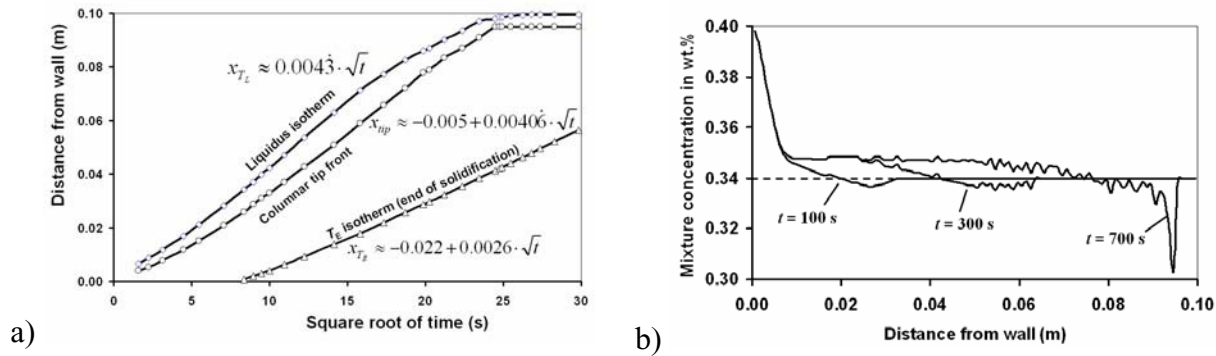 a)
Distance from wall (m)
0.10
0.08
0.06
0.04
0.02
0.00
x_{T_L} ≈ 0.0043̇ · √t
Liquidus isotherm
x_{tip} ≈ −0.005 + 0.00406̇ · √t
Columnar tip front
T_E isotherm (end of solidification)
x_{T_E} ≈ −0.022 + 0.0026 · √t
0 5 10 15 20 25 30
Square root of time (s)
b)
Mixture concentration in wt.%
0.40
0.38
0.36
0.34
0.32
0.30
t = 100 s
t = 300 s
t = 700 s
0.00 0.02 0.04 0.06 0.08 0.10
Distance from wall (m)